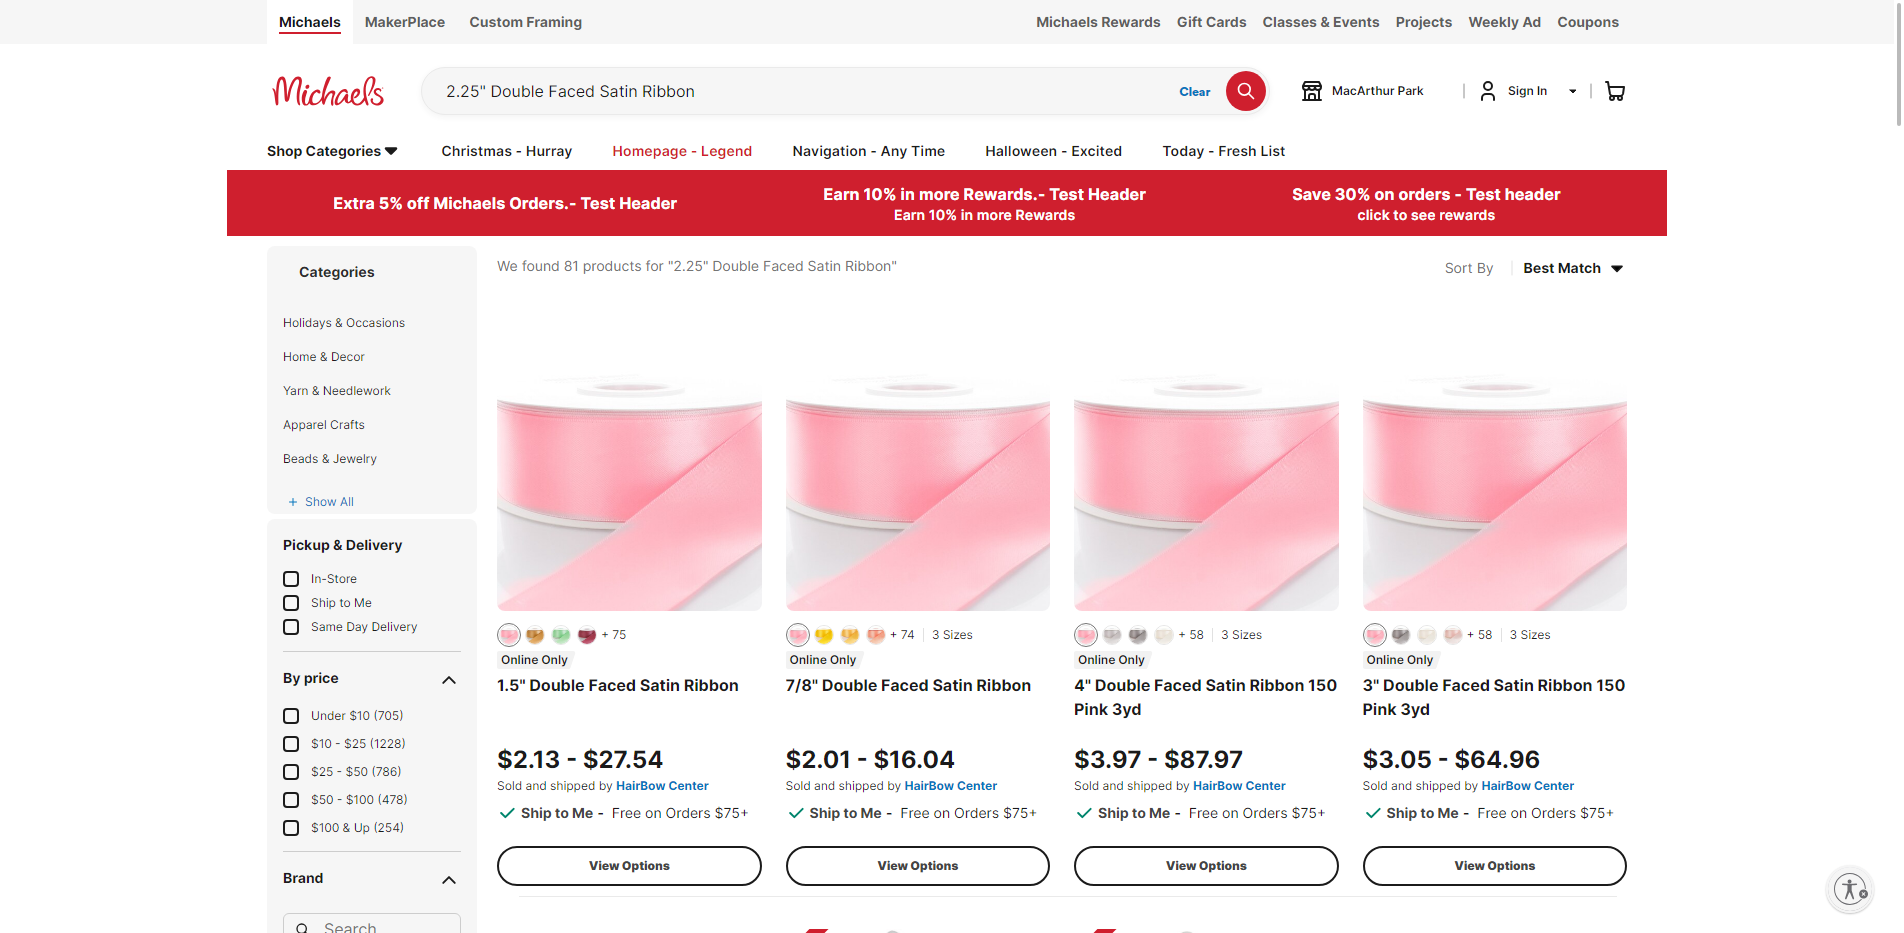 Michaels MakerPlace Custom Framing Michaels Rewards Gift Cards Classes & Events Projects Weekly Ad Coupons
Michaels 2.25" Double Faced Satin Ribbon Clear MacArthur Park Sign In
Shop Categories Christmas - Hurray Homepage - Legend Navigation - Any Time Halloween - Excited Today - Fresh List
Extra 5% off Michaels Orders.- Test Header
Earn 10% in more Rewards.- Test Header
Earn 10% in more Rewards
Save 30% on orders - Test header
click to see rewards
Categories
Holidays & Occasions
Home & Decor
Yarn & Needlework
Apparel Crafts
Beads & Jewelry
+ Show All
Pickup & Delivery
In-Store
Ship to Me
Same Day Delivery
By price
Under $10 (705)
$10 - $25 (1228)
$25 - $50 (786)
$50 - $100 (478)
$100 & Up (254)
Brand
Search
We found 81 products for "2.25" Double Faced Satin Ribbon"
Sort By Best Match
+ 75
Online Only
1.5" Double Faced Satin Ribbon
$2.13 - $27.54
Sold and shipped by HairBow Center
Ship to Me - Free on Orders $75+
View Options
+ 74 3 Sizes
Online Only
7/8" Double Faced Satin Ribbon
$2.01 - $16.04
Sold and shipped by HairBow Center
Ship to Me - Free on Orders $75+
View Options
+ 58 3 Sizes
Online Only
4" Double Faced Satin Ribbon 150
Pink 3yd
$3.97 - $87.97
Sold and shipped by HairBow Center
Ship to Me - Free on Orders $75+
View Options
+ 58 3 Sizes
Online Only
3" Double Faced Satin Ribbon 150
Pink 3yd
$3.05 - $64.96
Sold and shipped by HairBow Center
Ship to Me - Free on Orders $75+
View Options